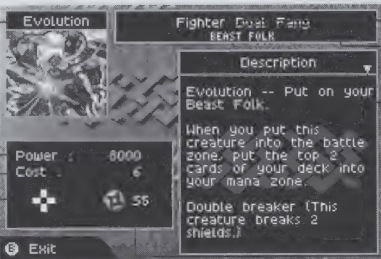 Evolution
Fighter Dual Fang
BEAST FOLK
Description
Evolution -- Put on your
Beast Folk.
When you put this
creature into the battle
zone, put the top 2
cards of your deck into
your mana zone.
Double breaker (This
creature breaks 2
shields.)
Power : 8000
Cost : 6
S5
B Exit